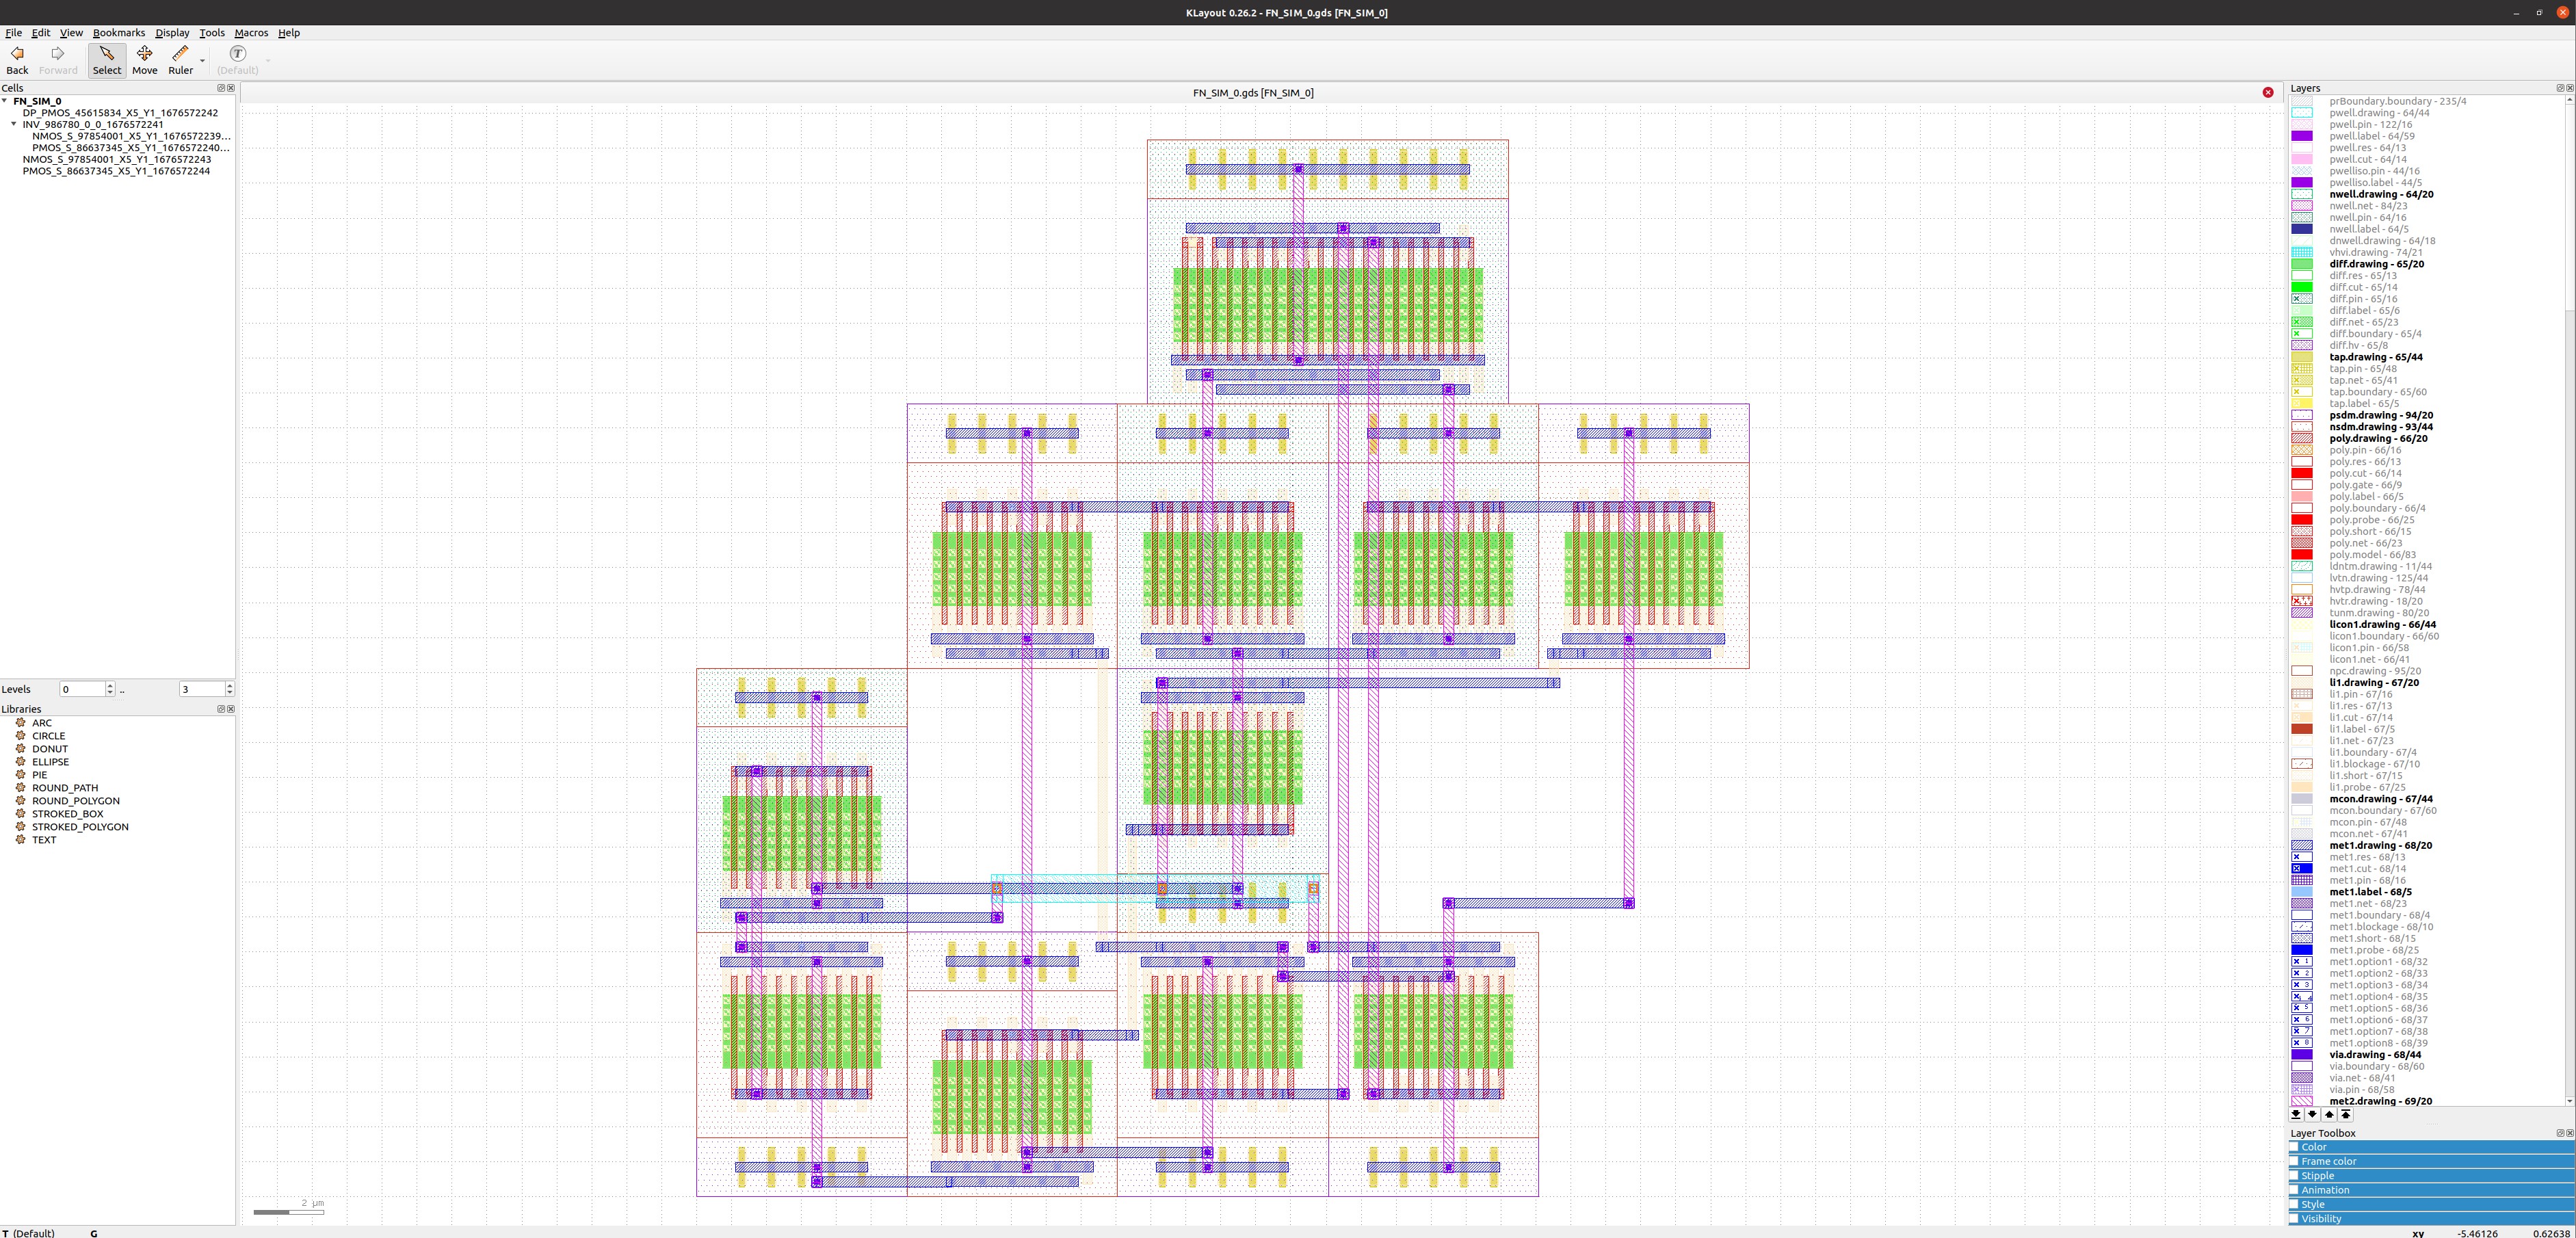 KLayout 0.26.2 - FN_SIM_0.gds [FN_SIM_0]
File Edit View Bookmarks Display Tools Macros Help
Back Forward Select Move Ruler (Default)
Cells
FN_SIM_0
DP_PMOS_45615834_X5_Y1_1676572242
INV_986780_0_0_1676572241
NMOS_S_97854001_X5_Y1_1676572239...
PMOS_S_86637345_X5_Y1_1676572240...
NMOS_S_97854001_X5_Y1_1676572243
PMOS_S_86637345_X5_Y1_1676572244
Levels 0 .. 3
Libraries
ARC
CIRCLE
DONUT
ELLIPSE
PIE
ROUND_PATH
ROUND_POLYGON
STROKED_BOX
STROKED_POLYGON
TEXT
FN_SIM_0.gds [FN_SIM_0]
2 µm
Layers
prBoundary.boundary - 235/4
pwell.drawing - 64/44
pwell.pin - 122/16
pwell.label - 64/59
pwell.res - 64/13
pwell.cut - 64/14
pwelliso.pin - 44/16
pwelliso.label - 44/5
nwell.drawing - 64/20
nwell.net - 84/23
nwell.pin - 64/16
nwell.label - 64/5
dnwell.drawing - 64/18
vhvi.drawing - 74/21
diff.drawing - 65/20
diff.res - 65/13
diff.cut - 65/14
diff.pin - 65/16
diff.label - 65/6
diff.net - 65/23
diff.boundary - 65/4
diff.hv - 65/8
tap.drawing - 65/44
tap.pin - 65/48
tap.net - 65/41
tap.boundary - 65/60
tap.label - 65/5
psdm.drawing - 94/20
nsdm.drawing - 93/44
poly.drawing - 66/20
poly.pin - 66/16
poly.res - 66/13
poly.cut - 66/14
poly.gate - 66/9
poly.label - 66/5
poly.boundary - 66/4
poly.probe - 66/25
poly.short - 66/15
poly.net - 66/23
poly.model - 66/83
ldntm.drawing - 11/44
lvtn.drawing - 125/44
hvtp.drawing - 78/44
hvtr.drawing - 18/20
tunm.drawing - 80/20
licon1.drawing - 66/44
licon1.boundary - 66/60
licon1.pin - 66/58
licon1.net - 66/41
npc.drawing - 95/20
li1.drawing - 67/20
li1.pin - 67/16
li1.res - 67/13
li1.cut - 67/14
li1.label - 67/5
li1.net - 67/23
li1.boundary - 67/4
li1.blockage - 67/10
li1.short - 67/15
li1.probe - 67/25
mcon.drawing - 67/44
mcon.boundary - 67/60
mcon.pin - 67/48
mcon.net - 67/41
met1.drawing - 68/20
met1.res - 68/13
met1.cut - 68/14
met1.pin - 68/16
met1.label - 68/5
met1.net - 68/23
met1.boundary - 68/4
met1.blockage - 68/10
met1.short - 68/15
met1.probe - 68/25
met1.option1 - 68/32
met1.option2 - 68/33
met1.option3 - 68/34
met1.option4 - 68/35
met1.option5 - 68/36
met1.option6 - 68/37
met1.option7 - 68/38
met1.option8 - 68/39
via.drawing - 68/44
via.boundary - 68/60
via.net - 68/41
via.pin - 68/58
met2.drawing - 69/20
Layer Toolbox
Color
Frame color
Stipple
Animation
Style
Visibility
T (Default) G xy -5.46126 0.62638